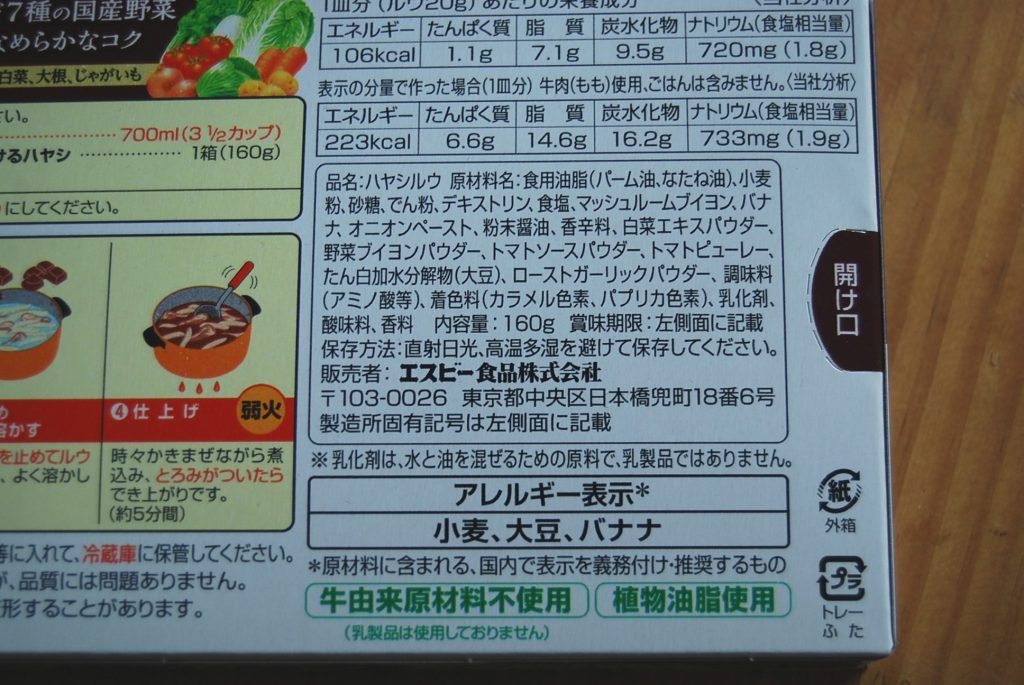 7種の国産野菜
なめらかなコク
白菜、大根、じゃがいも
さい。
700ml(3 1/2カップ)
けるハヤシ 1箱(160g)
にしてください。
溶かす
を止めてルウ
、よく溶かし
④仕上げ
弱火
時々かきまぜながら煮
込み、とろみがついたら
でき上がりです。
(約5分間)
等に入れて、冷蔵庫に保管してください。
が、品質には問題ありません。
形することがあります。
1皿分(ルウ20g)あたりの栄養成分 〈当社分析〉
エネルギー たんぱく質 脂 質 炭水化物 ナトリウム(食塩相当量)
106kcal 1.1g 7.1g 9.5g 720mg (1.8g)
表示の分量で作った場合(1皿分) 牛肉(もも)使用、ごはんは含みません。〈当社分析〉
エネルギー たんぱく質 脂 質 炭水化物 ナトリウム(食塩相当量)
223kcal 6.6g 14.6g 16.2g 733mg (1.9g)
品名:ハヤシルウ 原材料名:食用油脂(パーム油、なたね油)、小麦
粉、砂糖、でん粉、デキストリン、食塩、マッシュルームブイヨン、バナ
ナ、オニオンペースト、粉末醤油、香辛料、白菜エキスパウダー、
野菜ブイヨンパウダー、トマトソースパウダー、トマトピューレー、
たん白加水分解物(大豆)、ローストガーリックパウダー、調味料
(アミノ酸等)、着色料(カラメル色素、パプリカ色素)、乳化剤、
酸味料、香料 内容量:160g 賞味期限:左側面に記載
保存方法:直射日光、高温多湿を避けて保存してください。
販売者:エスビー食品株式会社
〒103-0026 東京都中央区日本橋兜町18番6号
製造所固有記号は左側面に記載
※乳化剤は、水と油を混ぜるための原料で、乳製品ではありません。
アレルギー表示*
小麦、大豆、バナナ
*原材料に含まれる、国内で表示を義務付け・推奨するもの
牛由来原材料不使用 植物油脂使用
(乳製品は使用しておりません)
開け口
紙
外箱
プラ
トレー
ふた